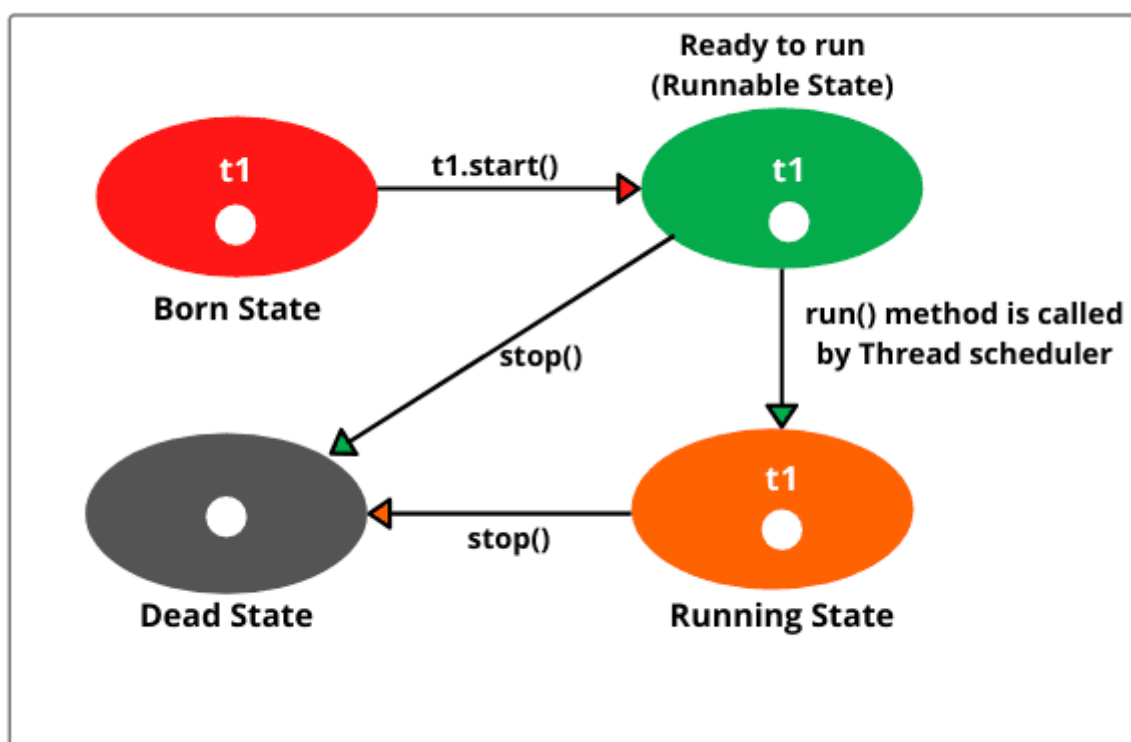 Ready to run
(Runnable State)
t1
t1.start()
t1
Born State
run() method is called
by Thread scheduler
stop()
t1
stop()
Dead State
Running State